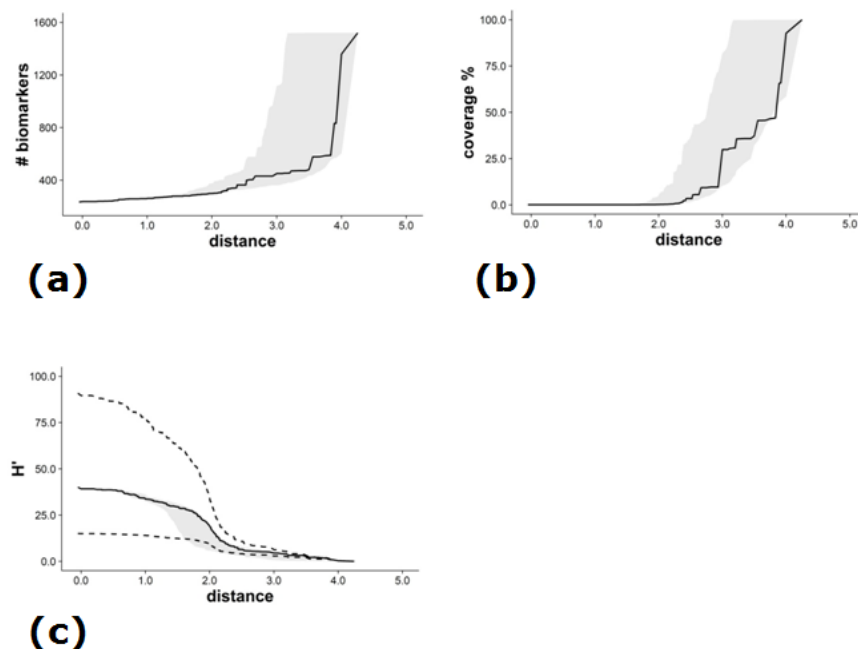 # biomarkers
1600
1200
800
400
0.0 1.0 2.0 3.0 4.0 5.0
distance
(a)
coverage %
100.0
75.0
50.0
25.0
0.0
0.0 1.0 2.0 3.0 4.0 5.0
distance
(b)
H'
100.0
75.0
50.0
25.0
0.0
0.0 1.0 2.0 3.0 4.0 5.0
distance
(c)